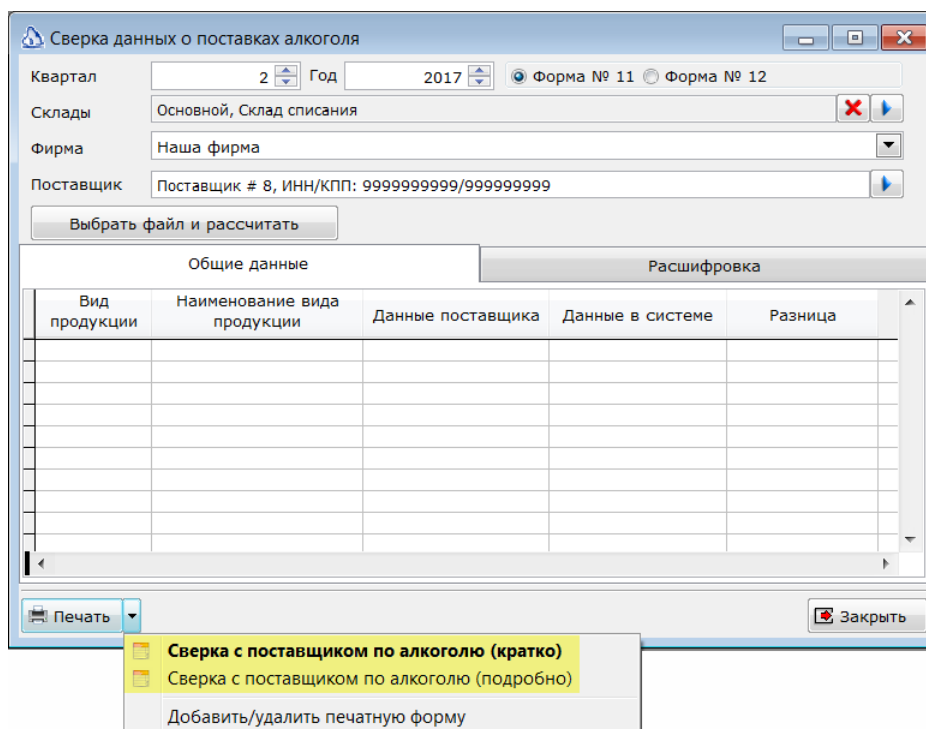 Сверка данных о поставках алкоголя
Квартал 2 Год 2017 Форма № 11 Форма № 12
Склады Основной, Склад списания
Фирма Наша фирма
Поставщик Поставщик # 8, ИНН/КПП: 9999999999/999999999
Выбрать файл и рассчитать
Общие данные Расшифровка
Вид продукции Наименование вида продукции Данные поставщика Данные в системе Разница
Печать Закрыть
Сверка с поставщиком по алкоголю (кратко)
Сверка с поставщиком по алкоголю (подробно)
Добавить/удалить печатную форму